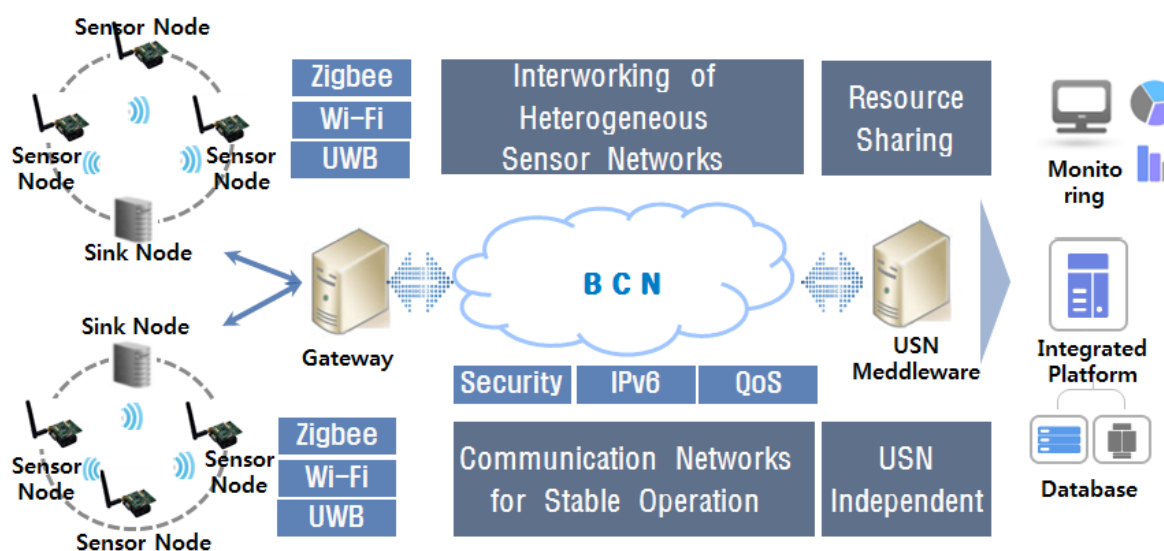 Sensor Node
Sensor
Node
Sensor
Node
Sink Node
Zigbee
Wi-Fi
UWB
Interworking of
Heterogeneous
Sensor Networks
Resource
Sharing
Monito
ring
Sink Node
Gateway
BCN
USN
Meddleware
Integrated
Platform
Security
IPv6
QoS
Sensor
Node
Sensor
Node
Sensor Node
Zigbee
Wi-Fi
UWB
Communication Networks
for Stable Operation
USN
Independent
Database